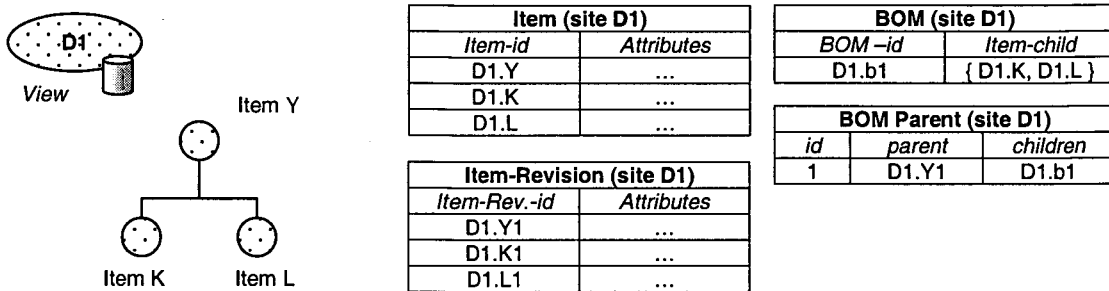 D1
View
Item Y
Item K Item L
Item (site D1)
Item-id Attributes
D1.Y ...
D1.K ...
D1.L ...
Item-Revision (site D1)
Item-Rev.-id Attributes
D1.Y1 ...
D1.K1 ...
D1.L1 ...
BOM (site D1)
BOM –id Item-child
D1.b1 { D1.K, D1.L }
BOM Parent (site D1)
id parent children
1 D1.Y1 D1.b1